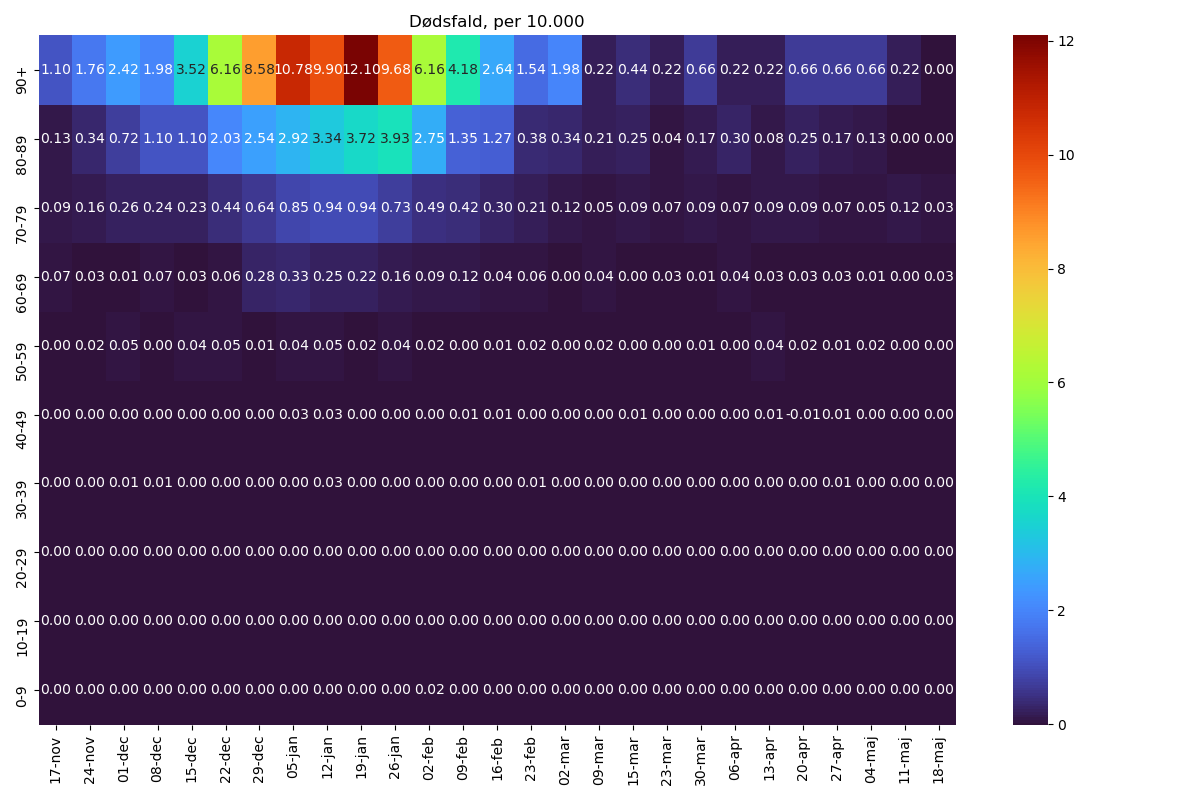 Dødsfald, per 10.000
90+ 1.10 1.76 2.42 1.98 3.52 6.16 8.58 10.78 9.90 12.10 9.68 6.16 4.18 2.64 1.54 1.98 0.22 0.44 0.22 0.66 0.22 0.22 0.66 0.66 0.66 0.22 0.00
80-89 0.13 0.34 0.72 1.10 1.10 2.03 2.54 2.92 3.34 3.72 3.93 2.75 1.35 1.27 0.38 0.34 0.21 0.25 0.04 0.17 0.30 0.08 0.25 0.17 0.13 0.00 0.00
70-79 0.09 0.16 0.26 0.24 0.23 0.44 0.64 0.85 0.94 0.94 0.73 0.49 0.42 0.30 0.21 0.12 0.05 0.09 0.07 0.09 0.07 0.09 0.09 0.07 0.05 0.12 0.03
60-69 0.07 0.03 0.01 0.07 0.03 0.06 0.28 0.33 0.25 0.22 0.16 0.09 0.12 0.04 0.06 0.00 0.04 0.00 0.03 0.01 0.04 0.03 0.03 0.03 0.01 0.00 0.03
50-59 0.00 0.02 0.05 0.00 0.04 0.05 0.01 0.04 0.05 0.02 0.04 0.02 0.00 0.01 0.02 0.00 0.02 0.00 0.00 0.01 0.00 0.04 0.02 0.01 0.02 0.00 0.00
40-49 0.00 0.00 0.00 0.00 0.00 0.00 0.00 0.03 0.03 0.00 0.00 0.00 0.01 0.01 0.00 0.00 0.00 0.01 0.00 0.00 0.00 0.01 -0.01 0.01 0.00 0.00 0.00
30-39 0.00 0.00 0.01 0.01 0.00 0.00 0.00 0.00 0.03 0.00 0.00 0.00 0.00 0.00 0.01 0.00 0.00 0.00 0.00 0.00 0.00 0.00 0.00 0.01 0.00 0.00 0.00
20-29 0.00 0.00 0.00 0.00 0.00 0.00 0.00 0.00 0.00 0.00 0.00 0.00 0.00 0.00 0.00 0.00 0.00 0.00 0.00 0.00 0.00 0.00 0.00 0.00 0.00 0.00 0.00
10-19 0.00 0.00 0.00 0.00 0.00 0.00 0.00 0.00 0.00 0.00 0.00 0.00 0.00 0.00 0.00 0.00 0.00 0.00 0.00 0.00 0.00 0.00 0.00 0.00 0.00 0.00 0.00
0-9 0.00 0.00 0.00 0.00 0.00 0.00 0.00 0.00 0.00 0.00 0.00 0.02 0.00 0.00 0.00 0.00 0.00 0.00 0.00 0.00 0.00 0.00 0.00 0.00 0.00 0.00 0.00
17-nov 24-nov 01-dec 08-dec 15-dec 22-dec 29-dec 05-jan 12-jan 19-jan 26-jan 02-feb 09-feb 16-feb 23-feb 02-mar 09-mar 15-mar 23-mar 30-mar 06-apr 13-apr 20-apr 27-apr 04-maj 11-maj 18-maj
12
10
8
6
4
2
0